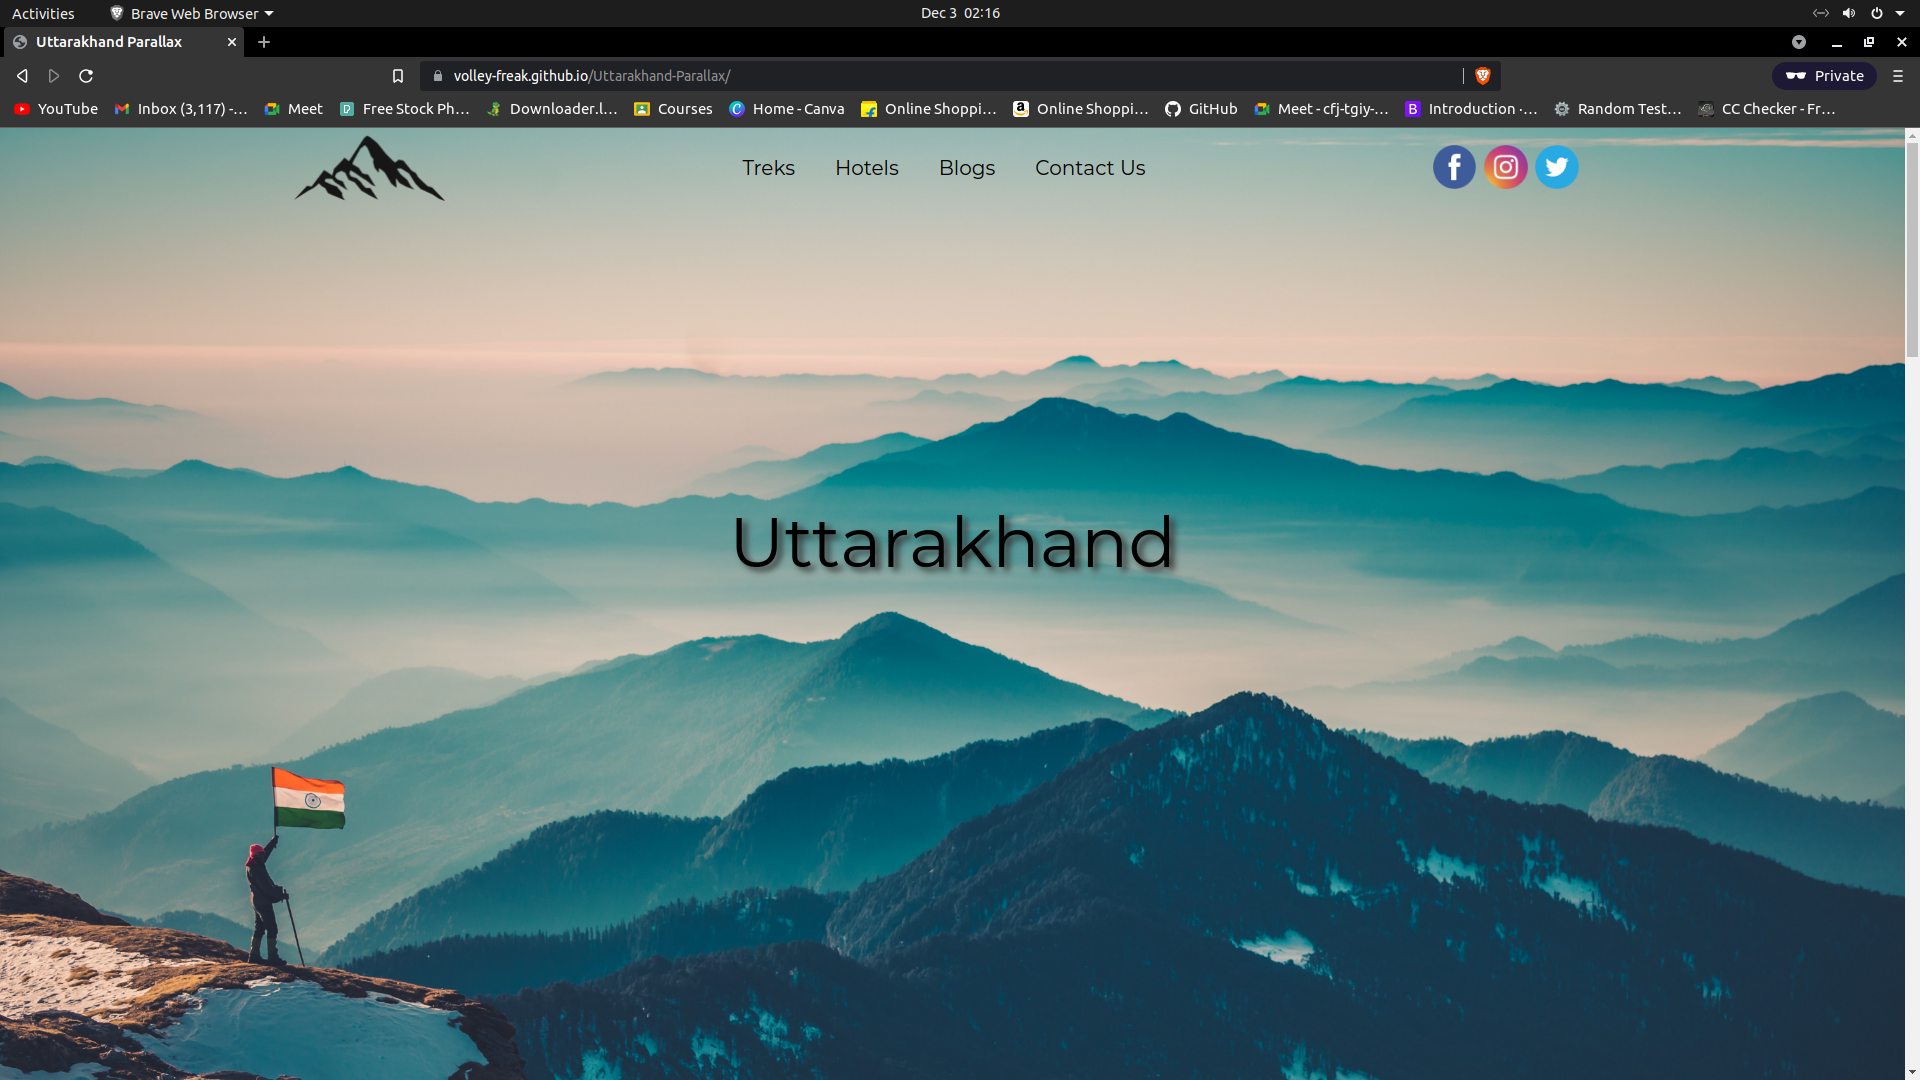 Activities Brave Web Browser Dec 3 02:16
Uttarakhand Parallax
volley-freak.github.io/Uttarakhand-Parallax/ Private
YouTube Inbox (3,117) -... Meet Free Stock Ph... Downloader.l... Courses Home - Canva Online Shoppi... Online Shoppi... GitHub Meet - cfj-tgiy-... Introduction ·... Random Test... CC Checker - Fr...
Treks Hotels Blogs Contact Us
Uttarakhand